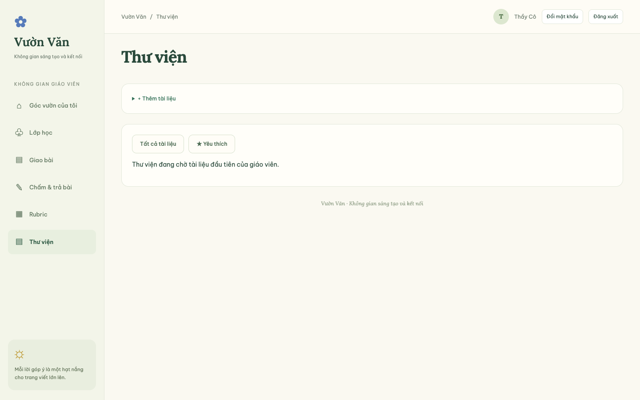 Vườn Văn
Không gian sáng tạo và kết nối
KHÔNG GIAN GIÁO VIÊN
Góc vườn của tôi
Lớp học
Giao bài
Chấm & trả bài
Rubric
Thư viện
Mỗi lời góp ý là một hạt nắng
cho trang viết lớn lên.
Vườn Văn / Thư viện
T Thầy Cô Đổi mật khẩu Đăng xuất
Thư viện
+ Thêm tài liệu
Tất cả tài liệu ★ Yêu thích
Thư viện đang chờ tài liệu đầu tiên của giáo viên.
Vườn Văn · Không gian sáng tạo và kết nối